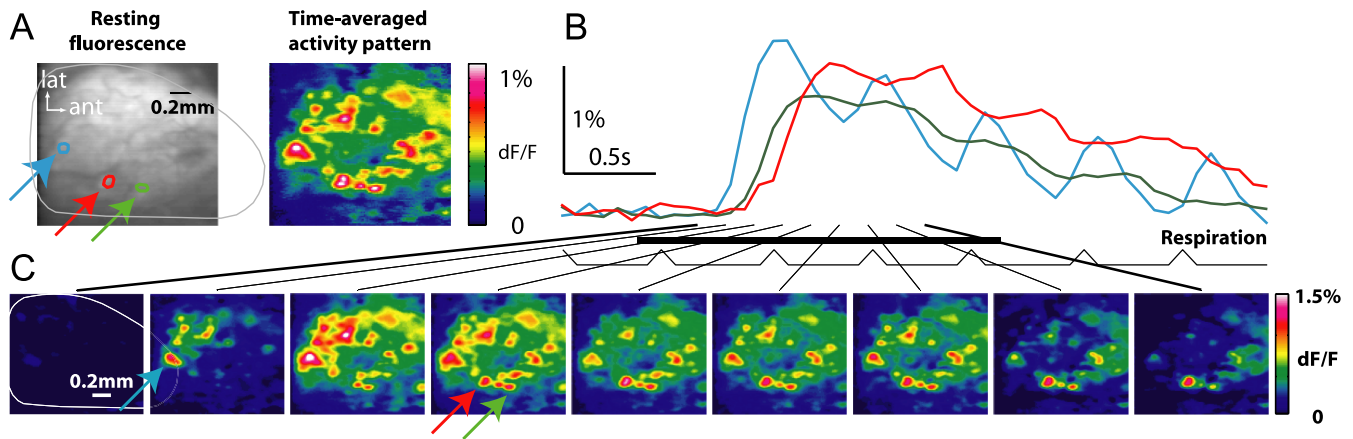 A
Resting
fluorescence
lat
ant
0.2mm
Time-averaged
activity pattern
1%
dF/F
0
B
1%
0.5s
Respiration
C
0.2mm
1.5%
dF/F
0